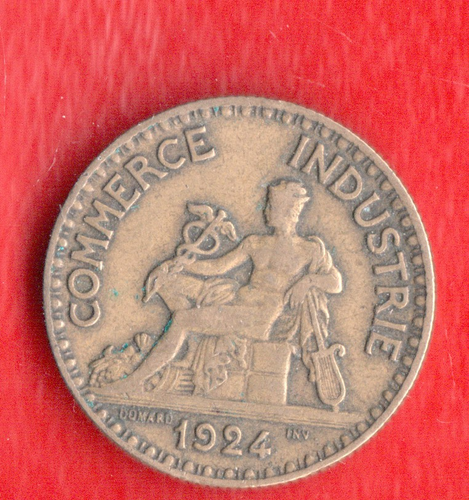 COMMERCE INDUSTRIE
DOMARD INV
1924